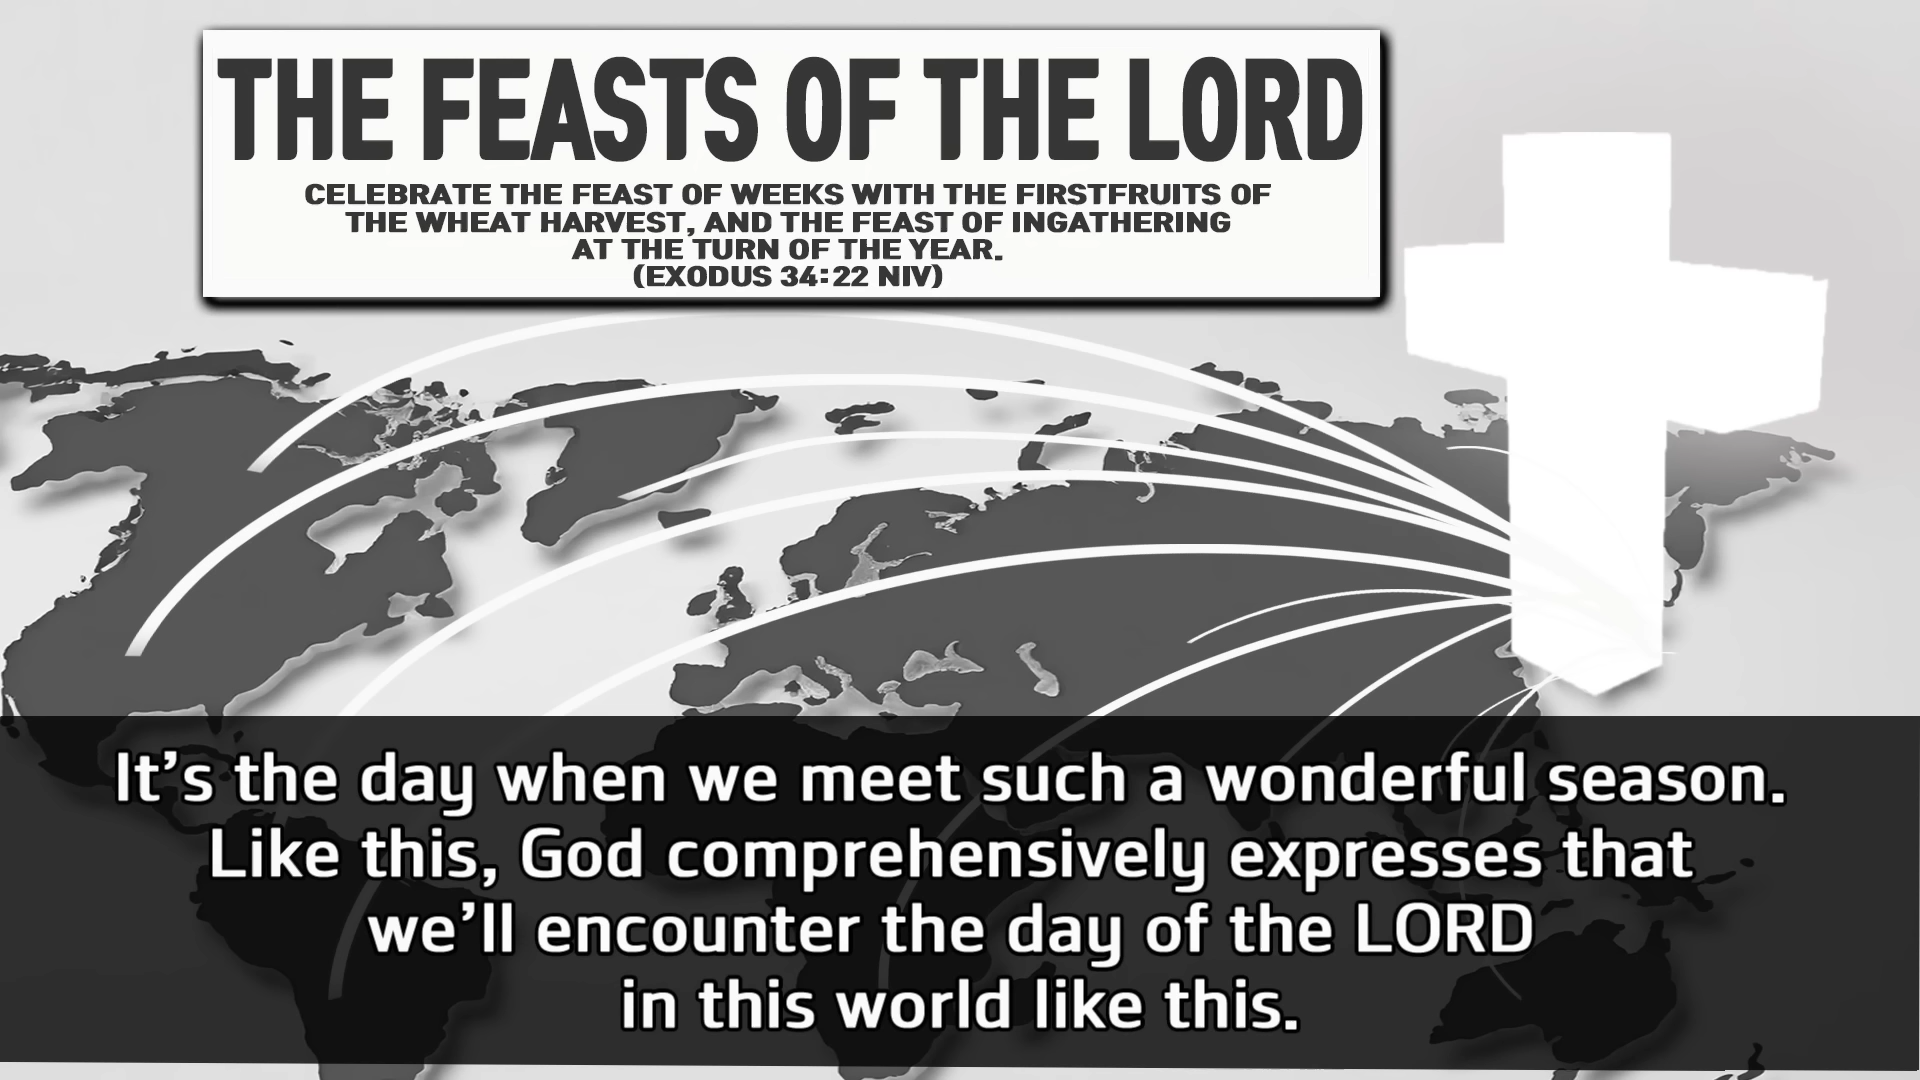 THE FEASTS OF THE LORD
CELEBRATE THE FEAST OF WEEKS WITH THE FIRSTFRUITS OF
THE WHEAT HARVEST, AND THE FEAST OF INGATHERING
AT THE TURN OF THE YEAR.
(EXODUS 34:22 NIV)
It’s the day when we meet such a wonderful season.
Like this, God comprehensively expresses that
we’ll encounter the day of the LORD
in this world like this.